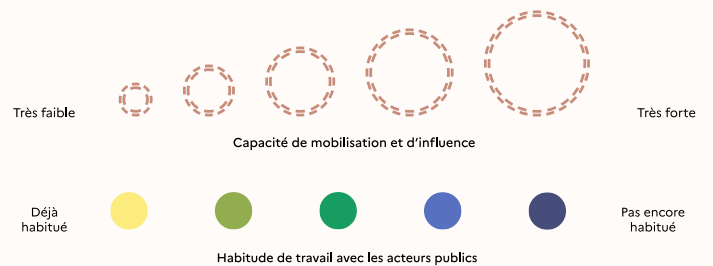 Très faible
Très forte
Capacité de mobilisation et d’influence
Déjà
habitué
Pas encore
habitué
Habitude de travail avec les acteurs publics